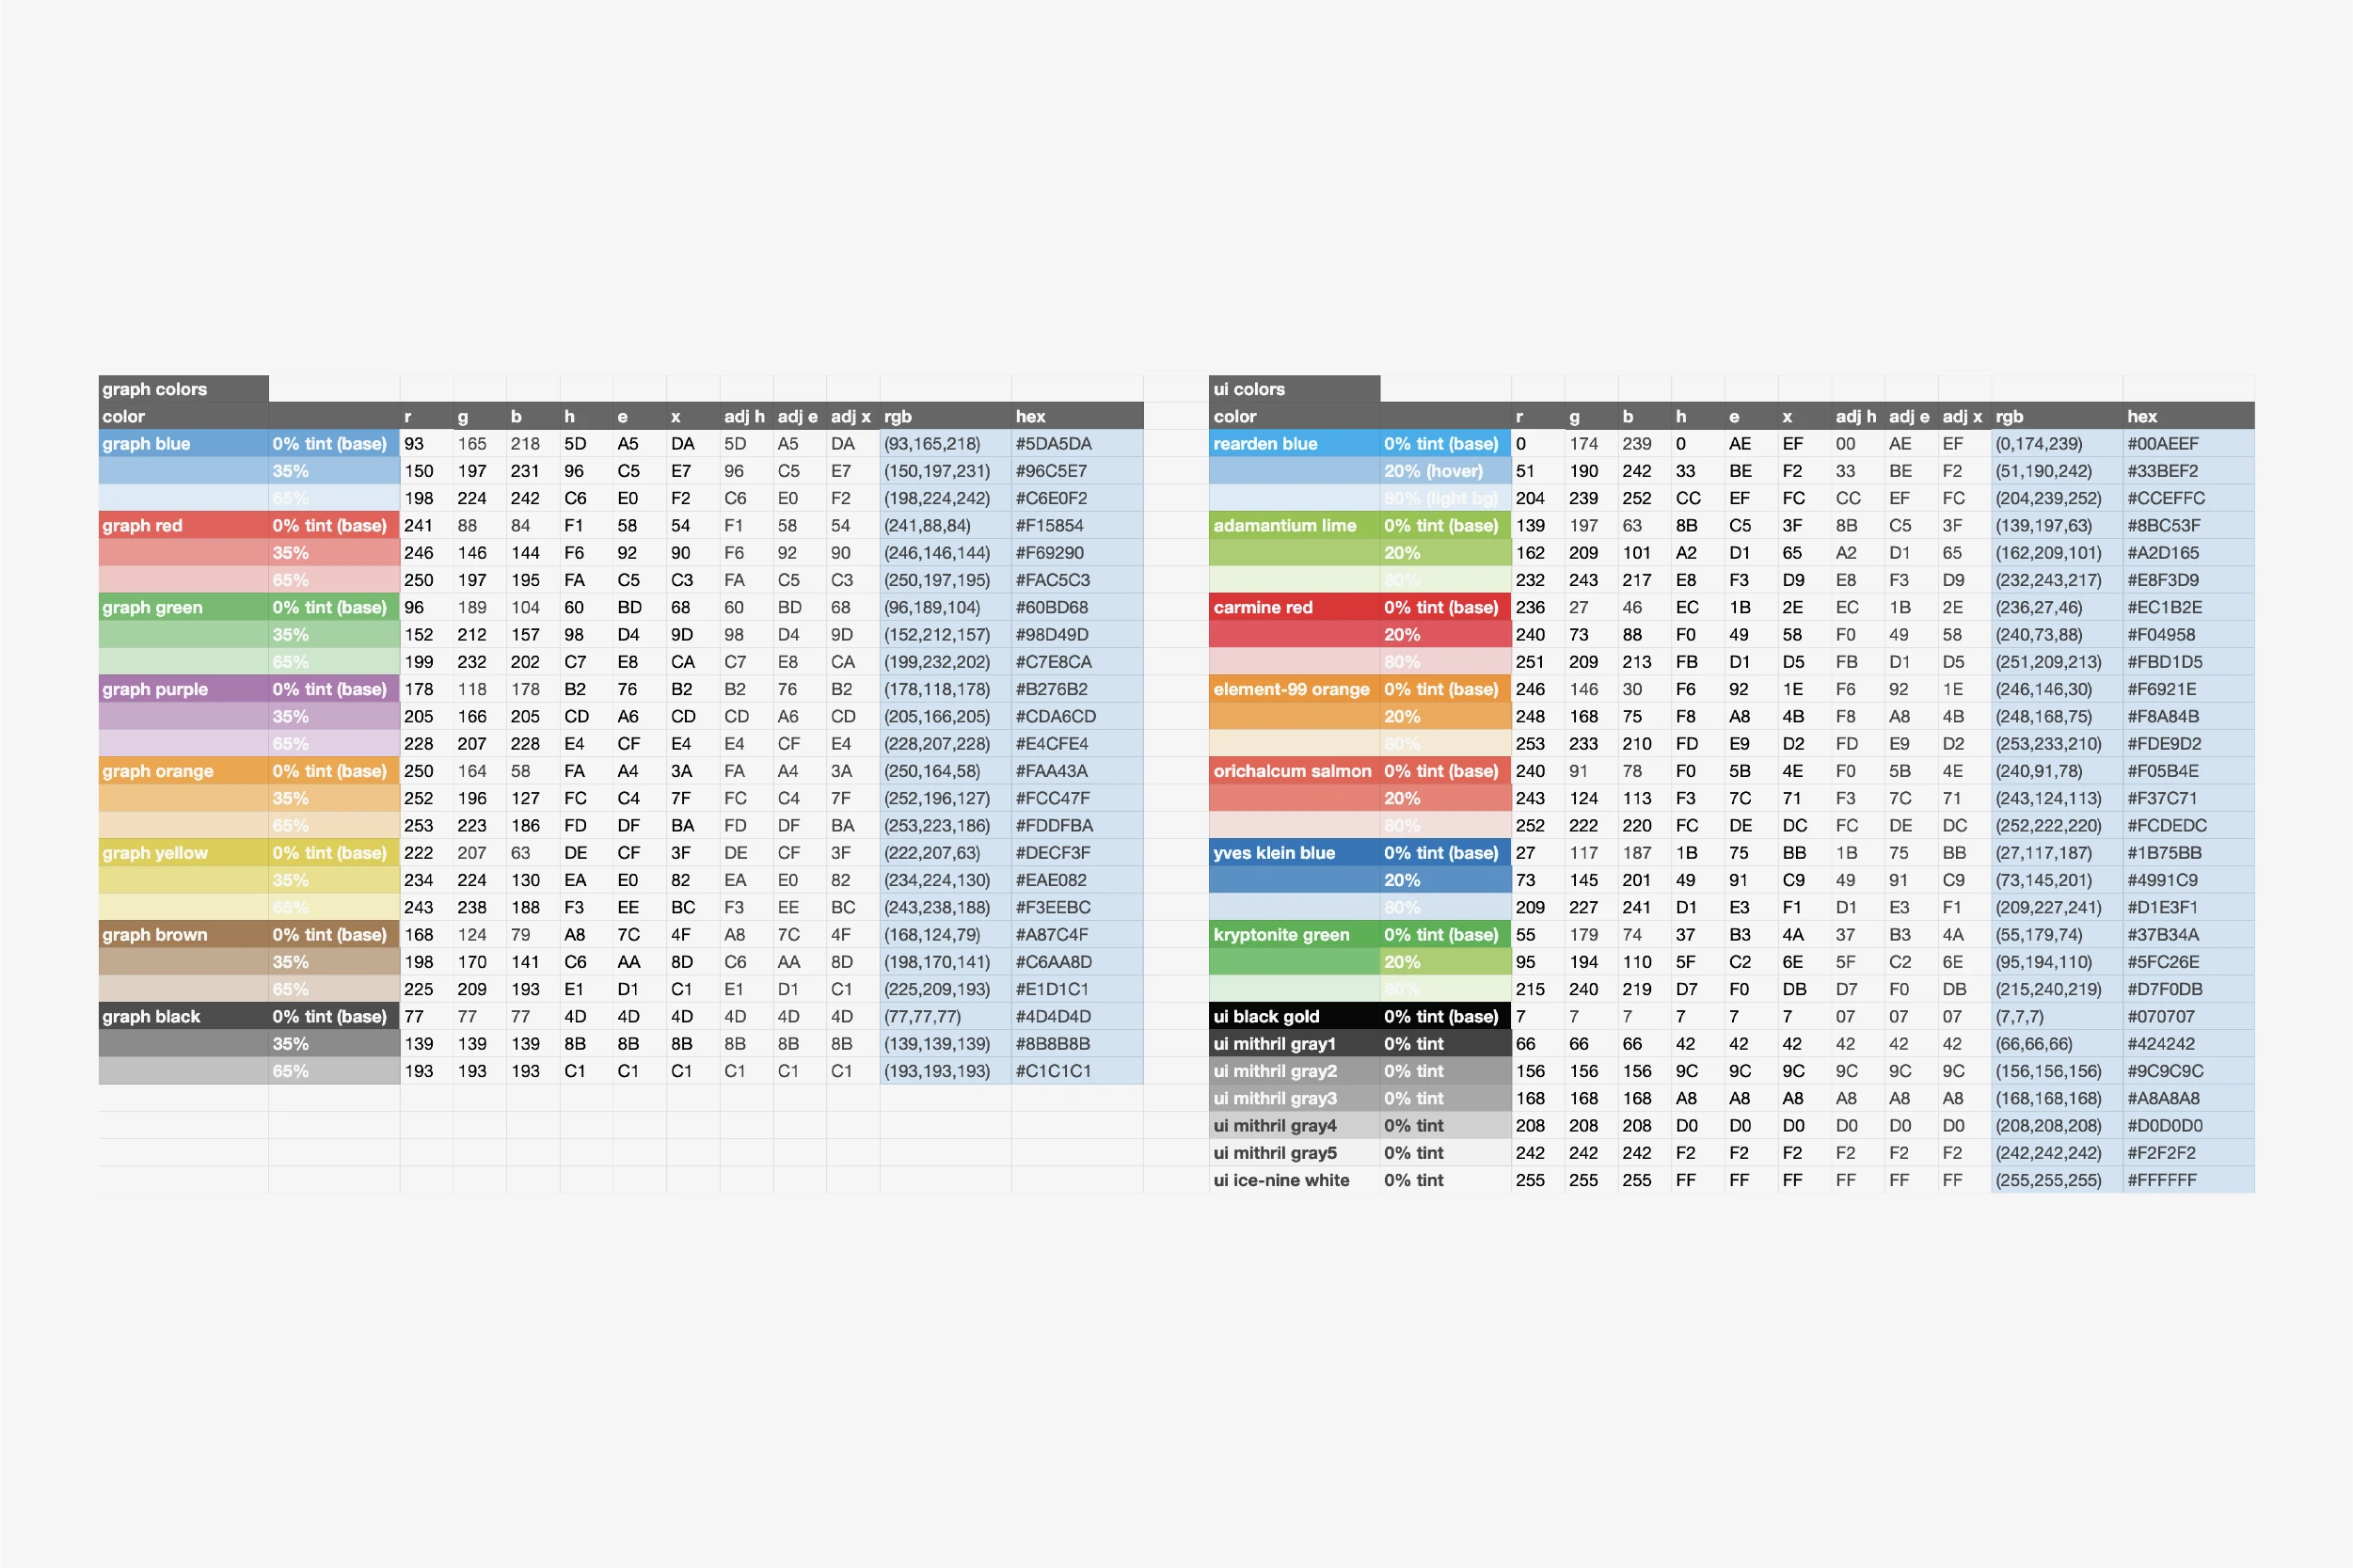 graph colors
color r g b h e x adj h adj e adj x rgb hex
graph blue 0% tint (base) 93 165 218 5D A5 DA 5D A5 DA (93,165,218) #5DA5DA
35% 150 197 231 96 C5 E7 96 C5 E7 (150,197,231) #96C5E7
65% 198 224 242 C6 E0 F2 C6 E0 F2 (198,224,242) #C6E0F2
graph red 0% tint (base) 241 88 84 F1 58 54 F1 58 54 (241,88,84) #F15854
35% 246 146 144 F6 92 90 F6 92 90 (246,146,144) #F69290
65% 250 197 195 FA C5 C3 FA C5 C3 (250,197,195) #FAC5C3
graph green 0% tint (base) 96 189 104 60 BD 68 60 BD 68 (96,189,104) #60BD68
35% 152 212 157 98 D4 9D 98 D4 9D (152,212,157) #98D49D
65% 199 232 202 C7 E8 CA C7 E8 CA (199,232,202) #C7E8CA
graph purple 0% tint (base) 178 118 178 B2 76 B2 B2 76 B2 (178,118,178) #B276B2
35% 205 166 205 CD A6 CD CD A6 CD (205,166,205) #CDA6CD
65% 228 207 228 E4 CF E4 E4 CF E4 (228,207,228) #E4CFE4
graph orange 0% tint (base) 250 164 58 FA A4 3A FA A4 3A (250,164,58) #FAA43A
35% 252 196 127 FC C4 7F FC C4 7F (252,196,127) #FCC47F
65% 253 223 186 FD DF BA FD DF BA (253,223,186) #FDDFBA
graph yellow 0% tint (base) 222 207 63 DE CF 3F DE CF 3F (222,207,63) #DECF3F
35% 234 224 130 EA E0 82 EA E0 82 (234,224,130) #EAE082
65% 243 238 188 F3 EE BC F3 EE BC (243,238,188) #F3EEBC
graph brown 0% tint (base) 168 124 79 A8 7C 4F A8 7C 4F (168,124,79) #A87C4F
35% 198 170 141 C6 AA 8D C6 AA 8D (198,170,141) #C6AA8D
65% 225 209 193 E1 D1 C1 E1 D1 C1 (225,209,193) #E1D1C1
graph black 0% tint (base) 77 77 77 4D 4D 4D 4D 4D 4D (77,77,77) #4D4D4D
35% 139 139 139 8B 8B 8B 8B 8B 8B (139,139,139) #8B8B8B
65% 193 193 193 C1 C1 C1 C1 C1 C1 (193,193,193) #C1C1C1
ui colors
color r g b h e x adj h adj e adj x rgb hex
rearden blue 0% tint (base) 0 174 239 0 AE EF 00 AE EF (0,174,239) #00AEEF
20% (hover) 51 190 242 33 BE F2 33 BE F2 (51,190,242) #33BEF2
80% (light bg) 204 239 252 CC EF FC CC EF FC (204,239,252) #CCEFFC
adamantium lime 0% tint (base) 139 197 63 8B C5 3F 8B C5 3F (139,197,63) #8BC53F
20% 162 209 101 A2 D1 65 A2 D1 65 (162,209,101) #A2D165
80% 232 243 217 E8 F3 D9 E8 F3 D9 (232,243,217) #E8F3D9
carmine red 0% tint (base) 236 27 46 EC 1B 2E EC 1B 2E (236,27,46) #EC1B2E
20% 240 73 88 F0 49 58 F0 49 58 (240,73,88) #F04958
80% 251 209 213 FB D1 D5 FB D1 D5 (251,209,213) #FBD1D5
element-99 orange 0% tint (base) 246 146 30 F6 92 1E F6 92 1E (246,146,30) #F6921E
20% 248 168 75 F8 A8 4B F8 A8 4B (248,168,75) #F8A84B
80% 253 233 210 FD E9 D2 FD E9 D2 (253,233,210) #FDE9D2
orichalcum salmon 0% tint (base) 240 91 78 F0 5B 4E F0 5B 4E (240,91,78) #F05B4E
20% 243 124 113 F3 7C 71 F3 7C 71 (243,124,113) #F37C71
80% 252 222 220 FC DE DC FC DE DC (252,222,220) #FCDEDC
yves klein blue 0% tint (base) 27 117 187 1B 75 BB 1B 75 BB (27,117,187) #1B75BB
20% 73 145 201 49 91 C9 49 91 C9 (73,145,201) #4991C9
80% 209 227 241 D1 E3 F1 D1 E3 F1 (209,227,241) #D1E3F1
kryptonite green 0% tint (base) 55 179 74 37 B3 4A 37 B3 4A (55,179,74) #37B34A
20% 95 194 110 5F C2 6E 5F C2 6E (95,194,110) #5FC26E
80% 215 240 219 D7 F0 DB D7 F0 DB (215,240,219) #D7F0DB
ui black gold 0% tint (base) 7 7 7 7 7 7 07 07 07 (7,7,7) #070707
ui mithril gray1 0% tint 66 66 66 42 42 42 42 42 42 (66,66,66) #424242
ui mithril gray2 0% tint 156 156 156 9C 9C 9C 9C 9C 9C (156,156,156) #9C9C9C
ui mithril gray3 0% tint 168 168 168 A8 A8 A8 A8 A8 A8 (168,168,168) #A8A8A8
ui mithril gray4 0% tint 208 208 208 D0 D0 D0 D0 D0 D0 (208,208,208) #D0D0D0
ui mithril gray5 0% tint 242 242 242 F2 F2 F2 F2 F2 F2 (242,242,242) #F2F2F2
ui ice-nine white 0% tint 255 255 255 FF FF FF FF FF FF (255,255,255) #FFFFFF